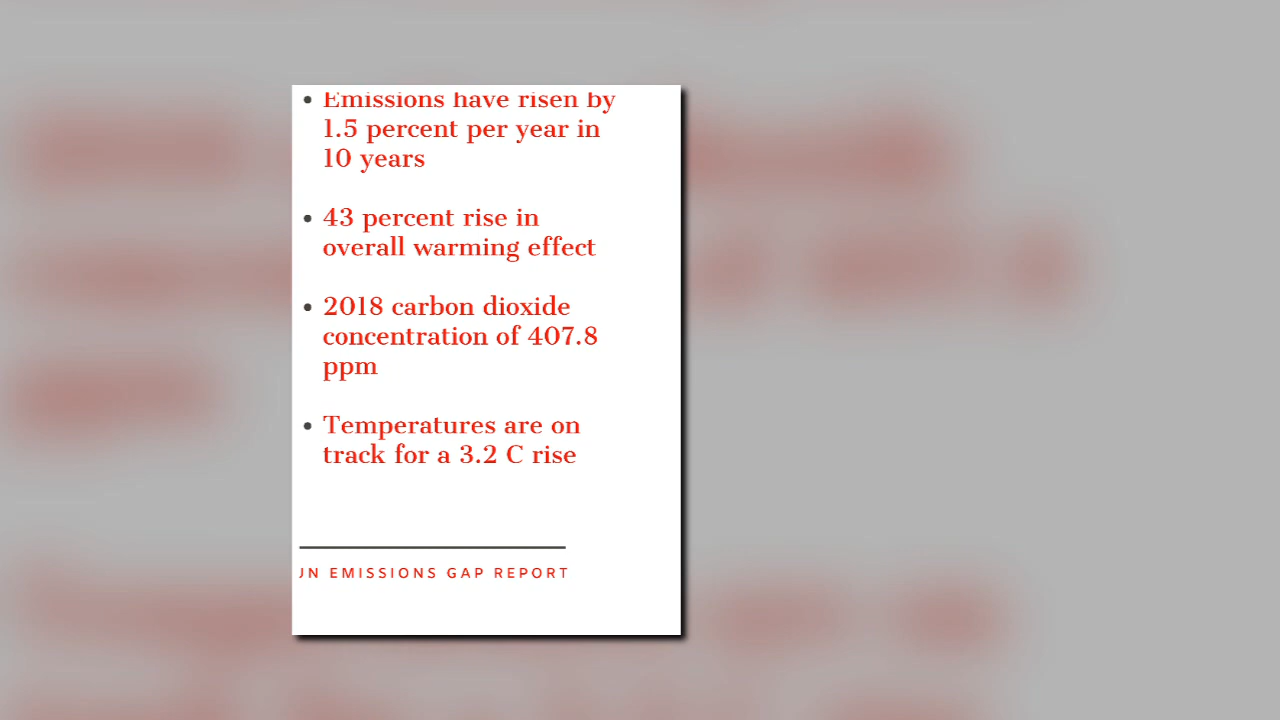 • Emissions have risen by
1.5 percent per year in
10 years
• 43 percent rise in
overall warming effect
• 2018 carbon dioxide
concentration of 407.8
ppm
• Temperatures are on
track for a 3.2 C rise
UN EMISSIONS GAP REPORT